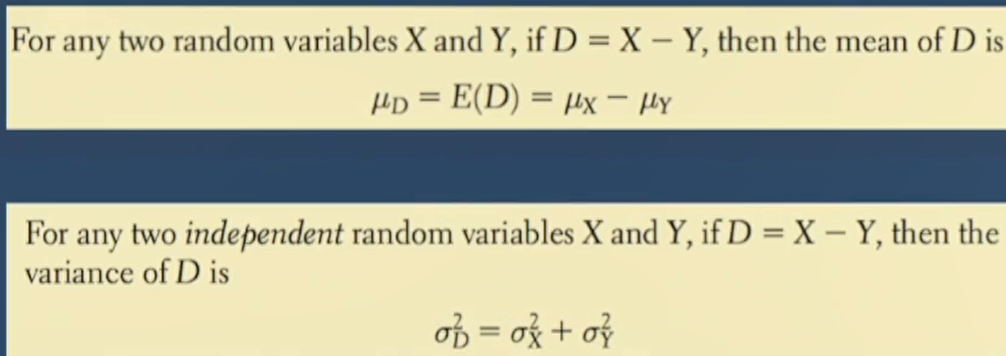 For any two random variables X and Y, if D = X − Y, then the mean of D is
μD = E(D) = μX − μY
For any two independent random variables X and Y, if D = X − Y, then the
variance of D is
σ²D = σ²X + σ²Y